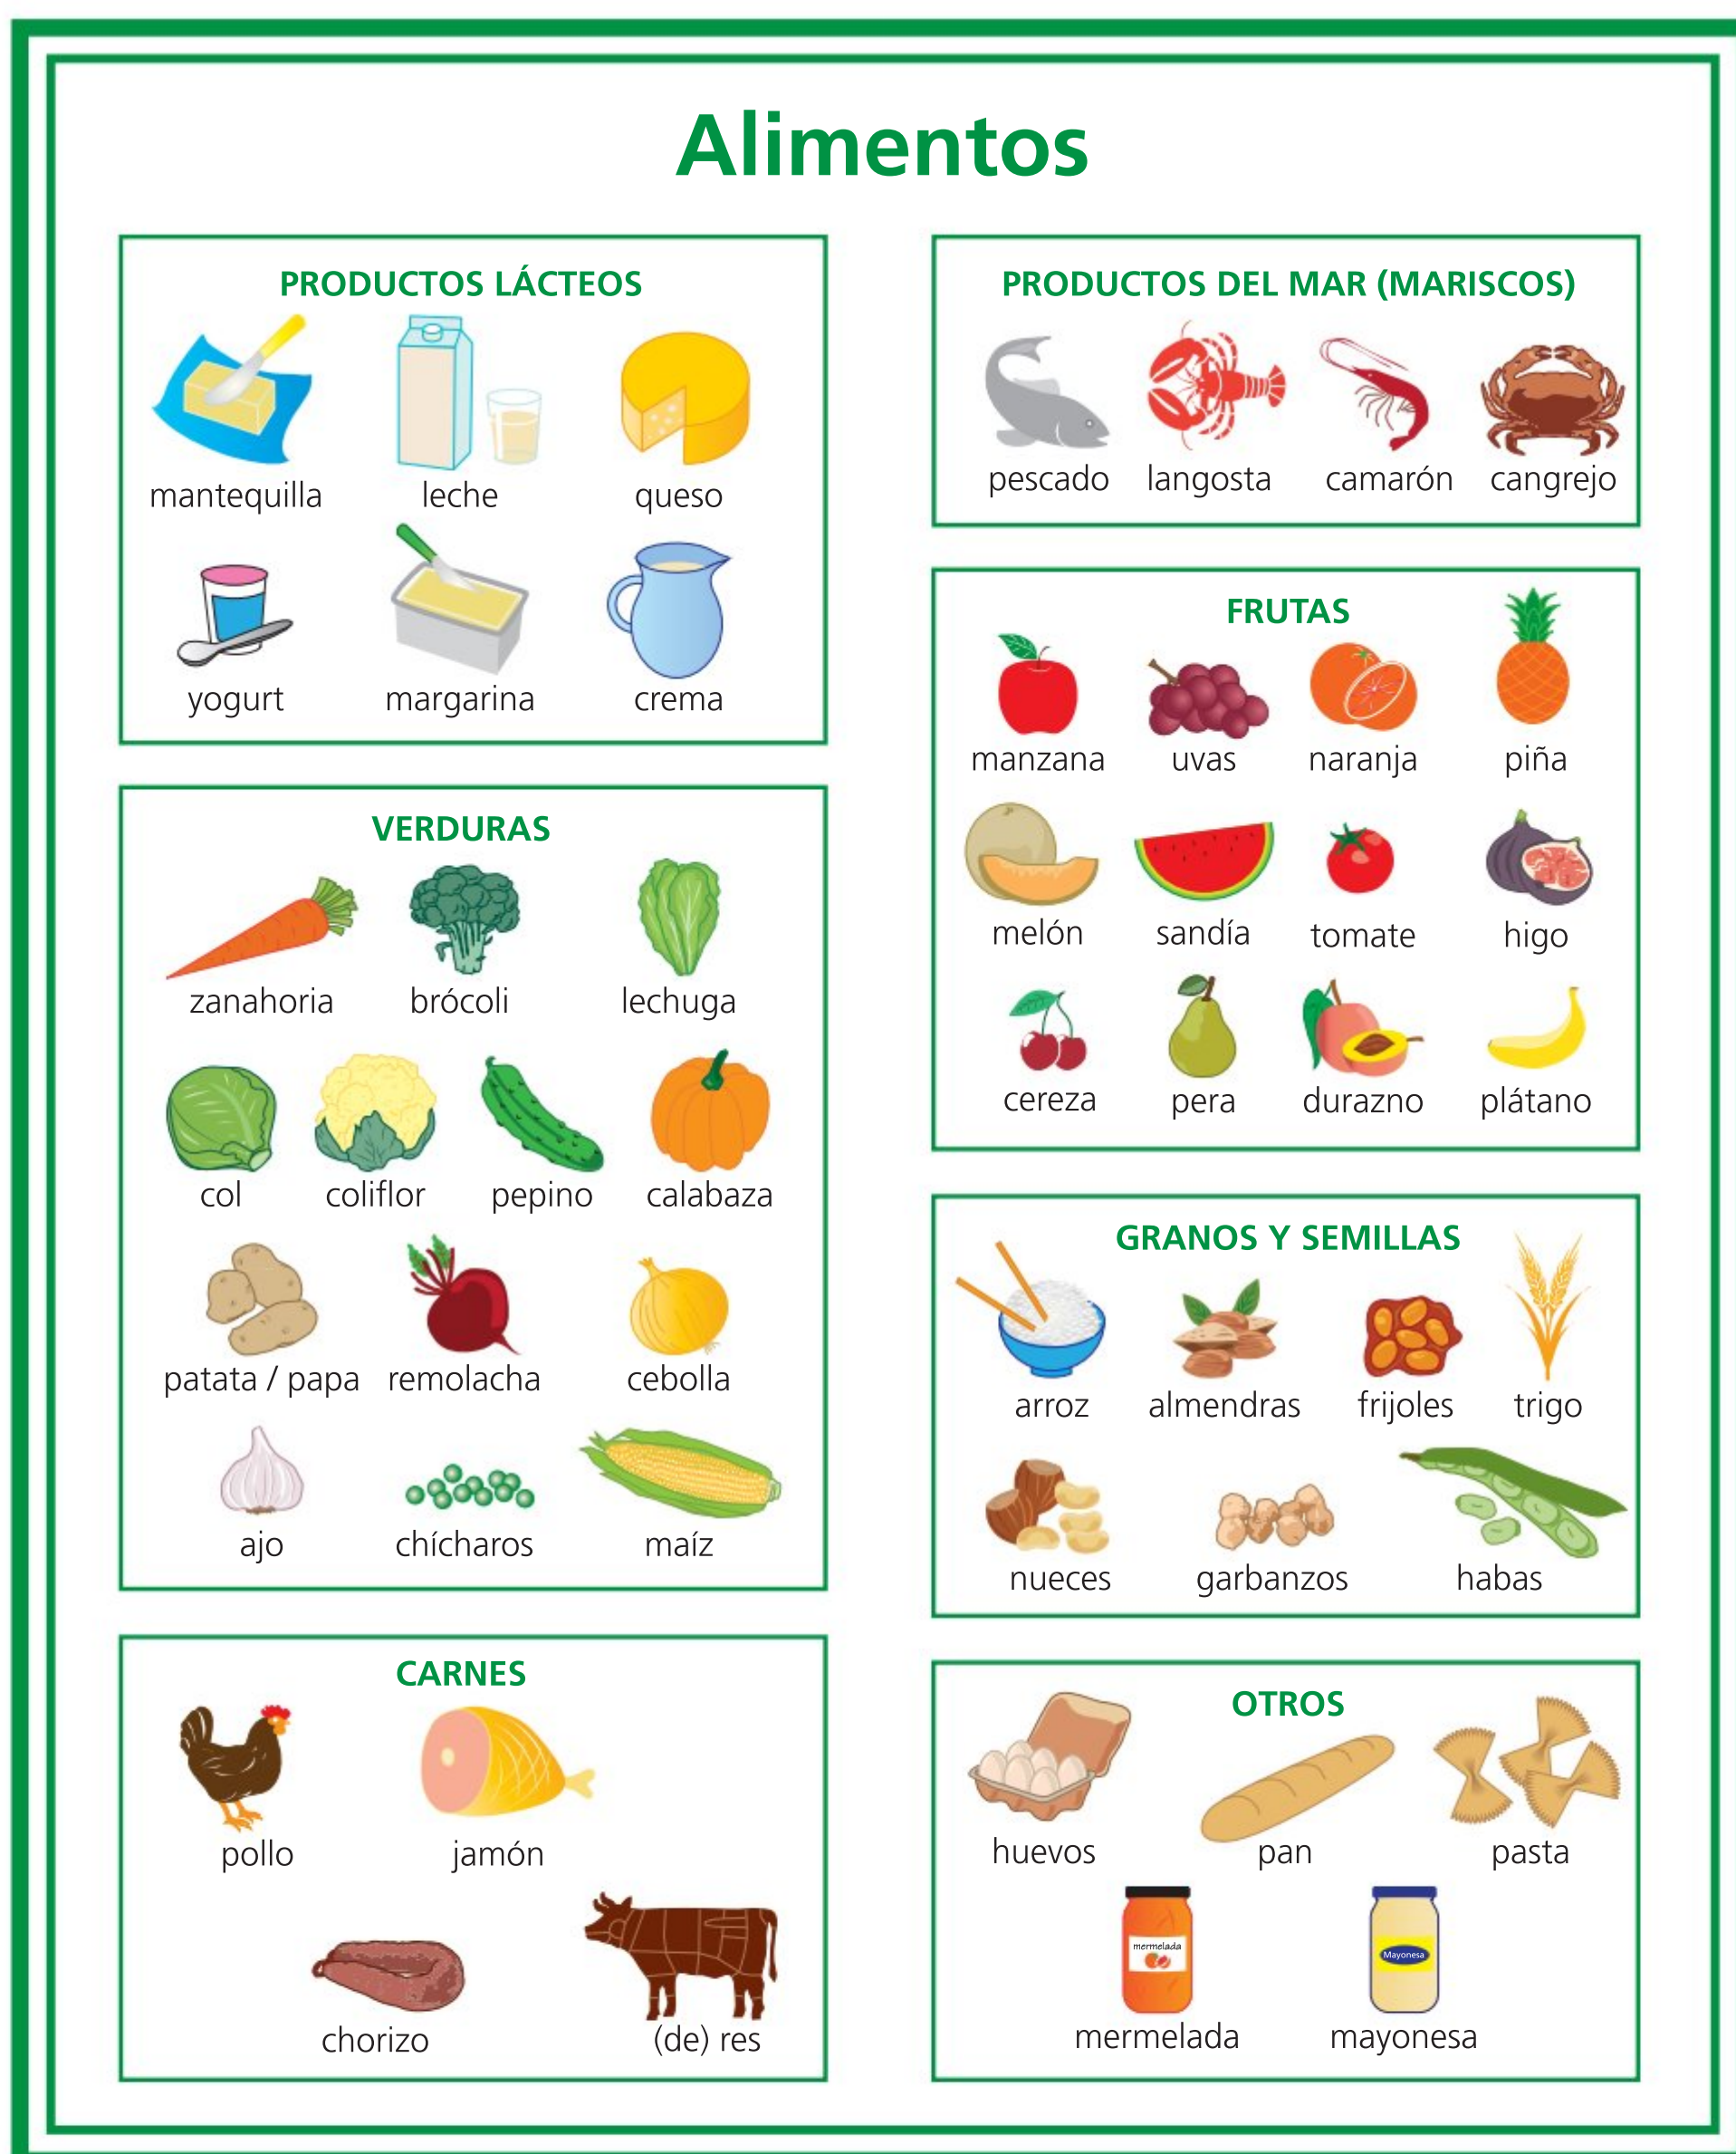 Alimentos
PRODUCTOS LÁCTEOS
mantequilla leche queso
yogurt margarina crema
VERDURAS
zanahoria brócoli lechuga
col coliflor pepino calabaza
patata / papa remolacha cebolla
ajo chícharos maíz
CARNES
pollo jamón
chorizo (de) res
PRODUCTOS DEL MAR (MARISCOS)
pescado langosta camarón cangrejo
FRUTAS
manzana uvas naranja piña
melón sandía tomate higo
cereza pera durazno plátano
GRANOS Y SEMILLAS
arroz almendras frijoles trigo
nueces garbanzos habas
OTROS
huevos pan pasta
mermelada Mayonesa
mermelada mayonesa